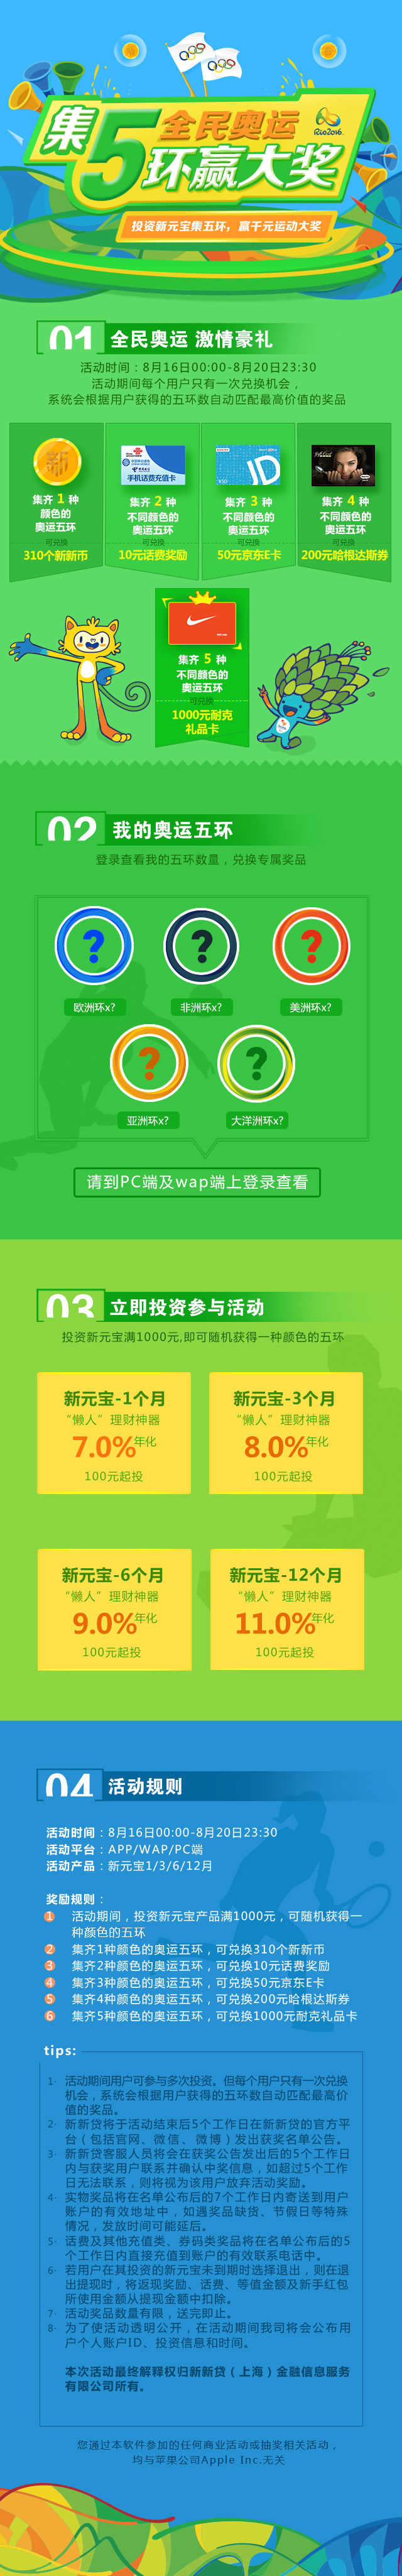 全民奥运
Rio2016.
集5环赢大奖
投资新元宝集五环，赢千元运动大奖
01 全民奥运 激情豪礼
活动时间：8月16日00:00-8月20日23:30
活动期间每个用户只有一次兑换机会，
系统会根据用户获得的五环数自动匹配最高价值的奖品
新
集齐 1 种
颜色的
奥运五环
可兑换
310个新新币
手机话费充值卡
集齐 2 种
不同颜色的
奥运五环
可兑换
10元话费奖励
集齐 3 种
不同颜色的
奥运五环
可兑换
50元京东E卡
集齐 4 种
不同颜色的
奥运五环
可兑换
200元哈根达斯券
集齐 5 种
不同颜色的
奥运五环
可兑换
1000元耐克
礼品卡
02 我的奥运五环
登录查看我的五环数量，兑换专属奖品
? ? ?
欧洲环x? 非洲环x? 美洲环x?
? ?
亚洲环x? 大洋洲环x?
请到PC端及wap端上登录查看
03 立即投资参与活动
投资新元宝满1000元,即可随机获得一种颜色的五环
新元宝-1个月
“懒人”理财神器
7.0%年化
100元起投
新元宝-3个月
“懒人”理财神器
8.0%年化
100元起投
新元宝-6个月
“懒人”理财神器
9.0%年化
100元起投
新元宝-12个月
“懒人”理财神器
11.0%年化
100元起投
04 活动规则
活动时间：8月16日00:00-8月20日23:30
活动平台：APP/WAP/PC端
活动产品：新元宝1/3/6/12月
奖励规则：
1 活动期间，投资新元宝产品满1000元，可随机获得一
种颜色的五环
2 集齐1种颜色的奥运五环，可兑换310个新新币
3 集齐2种颜色的奥运五环，可兑换10元话费奖励
4 集齐3种颜色的奥运五环，可兑换50元京东E卡
5 集齐4种颜色的奥运五环，可兑换200元哈根达斯券
6 集齐5种颜色的奥运五环，可兑换1000元耐克礼品卡
tips:
1· 活动期间用户可参与多次投资。但每个用户只有一次兑换
机会，系统会根据用户获得的五环数自动匹配最高价
值的奖品。
2· 新新贷将于活动结束后5个工作日在新新贷的官方平
台（包括官网、微信、微博）发出获奖名单公告。
3· 新新贷客服人员将会在获奖公告发出后的5个工作日
内与获奖用户联系并确认中奖信息，如超过5个工作
日无法联系，则将视为该用户放弃活动奖励。
4· 实物奖品将在名单公布后的7个工作日内寄送到用户
账户的有效地址中，如遇奖品缺货、节假日等特殊
情况，发放时间可能延后。
5· 话费及其他充值类、券码类奖品将在名单公布后的5
个工作日内直接充值到账户的有效联系电话中。
6· 若用户在其投资的新元宝未到期时选择退出，则在退
出提现时，将返现奖励、话费、等值金额及新手红包
所使用金额从提现金额中扣除。
7· 活动奖品数量有限，送完即止。
8· 为了使活动透明公开，在活动期间我司将会公布用
户个人账户ID、投资信息和时间。
本次活动最终解释权归新新贷（上海）金融信息服务
有限公司所有。
您通过本软件参加的任何商业活动或抽奖相关活动，
均与苹果公司Apple Inc.无关